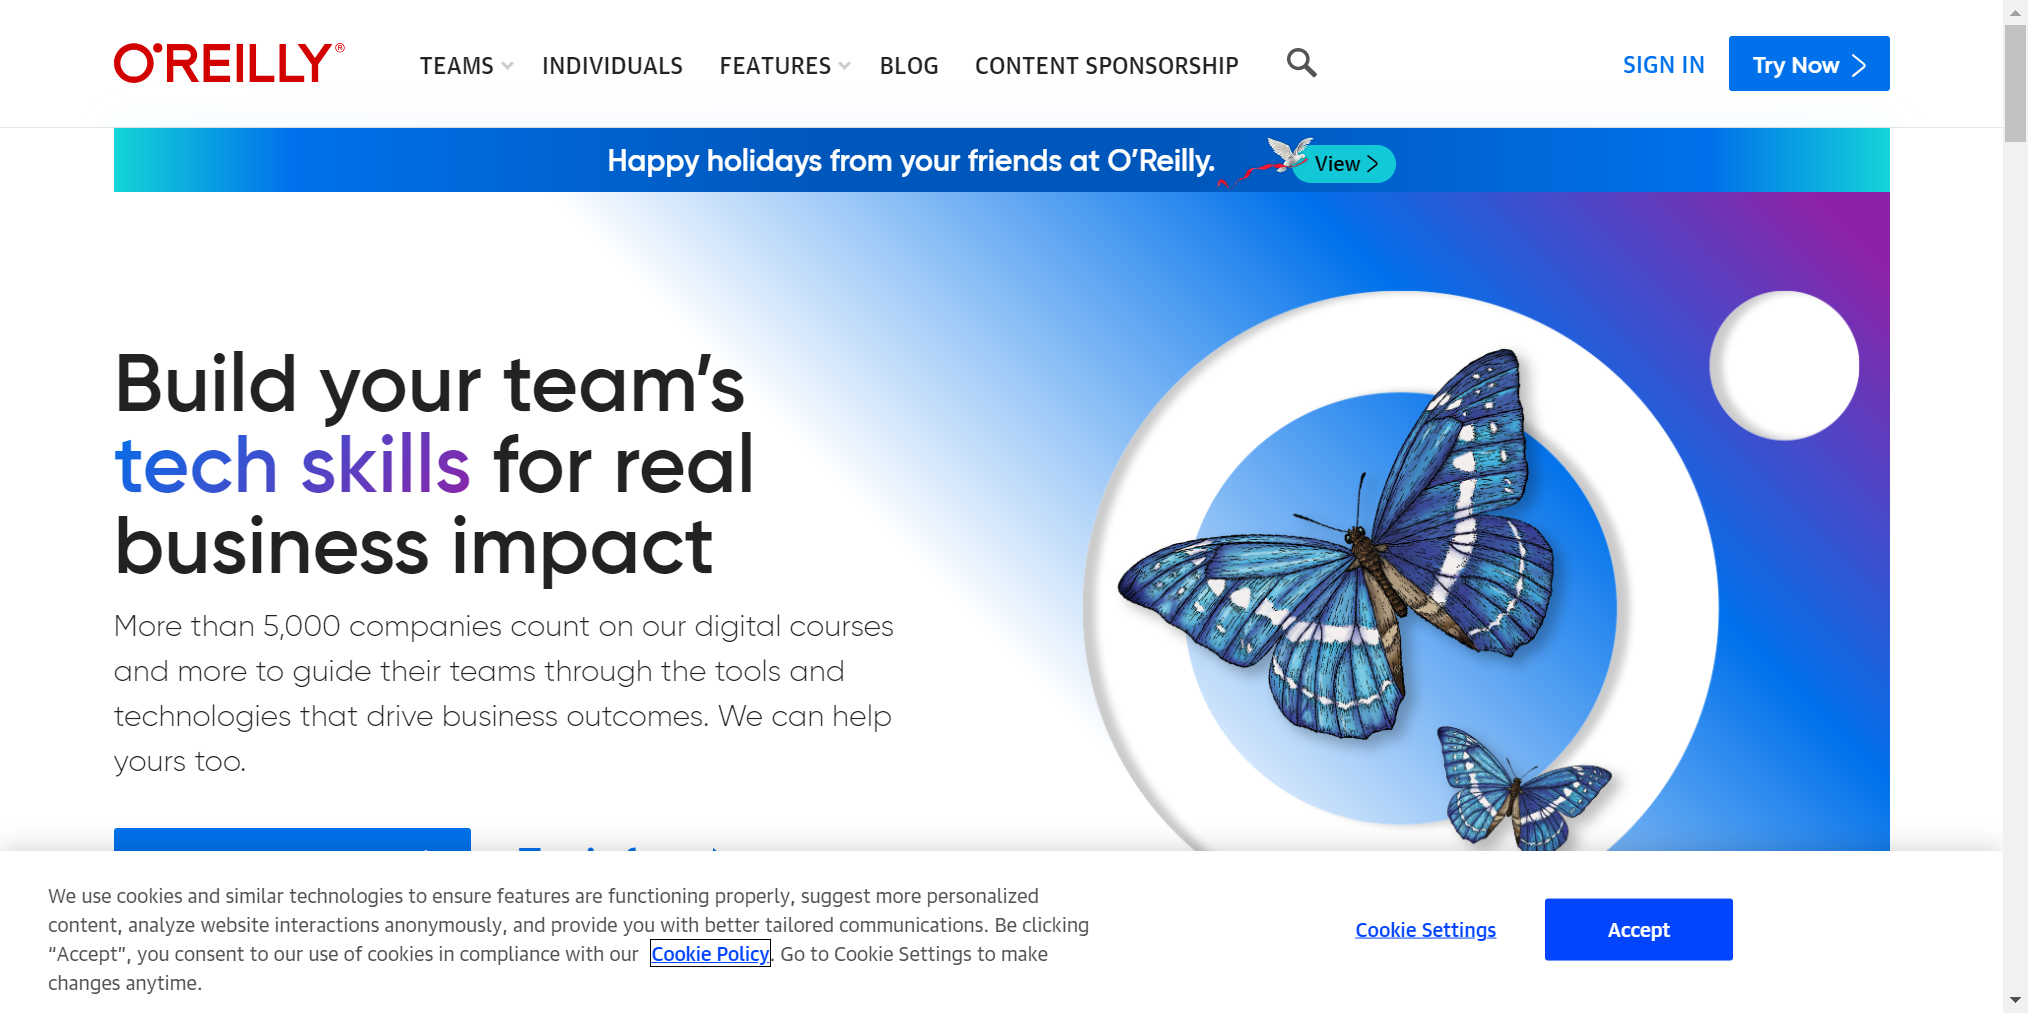 O'REILLY®
TEAMS INDIVIDUALS FEATURES BLOG CONTENT SPONSORSHIP
SIGN IN
Try Now
Happy holidays from your friends at O’Reilly.
View
Build your team’s
tech skills for real
business impact
More than 5,000 companies count on our digital courses
and more to guide their teams through the tools and
technologies that drive business outcomes. We can help
yours too.
We use cookies and similar technologies to ensure features are functioning properly, suggest more personalized
content, analyze website interactions anonymously, and provide you with better tailored communications. Be clicking
“Accept”, you consent to our use of cookies in compliance with our Cookie Policy. Go to Cookie Settings to make
changes anytime.
Cookie Settings
Accept